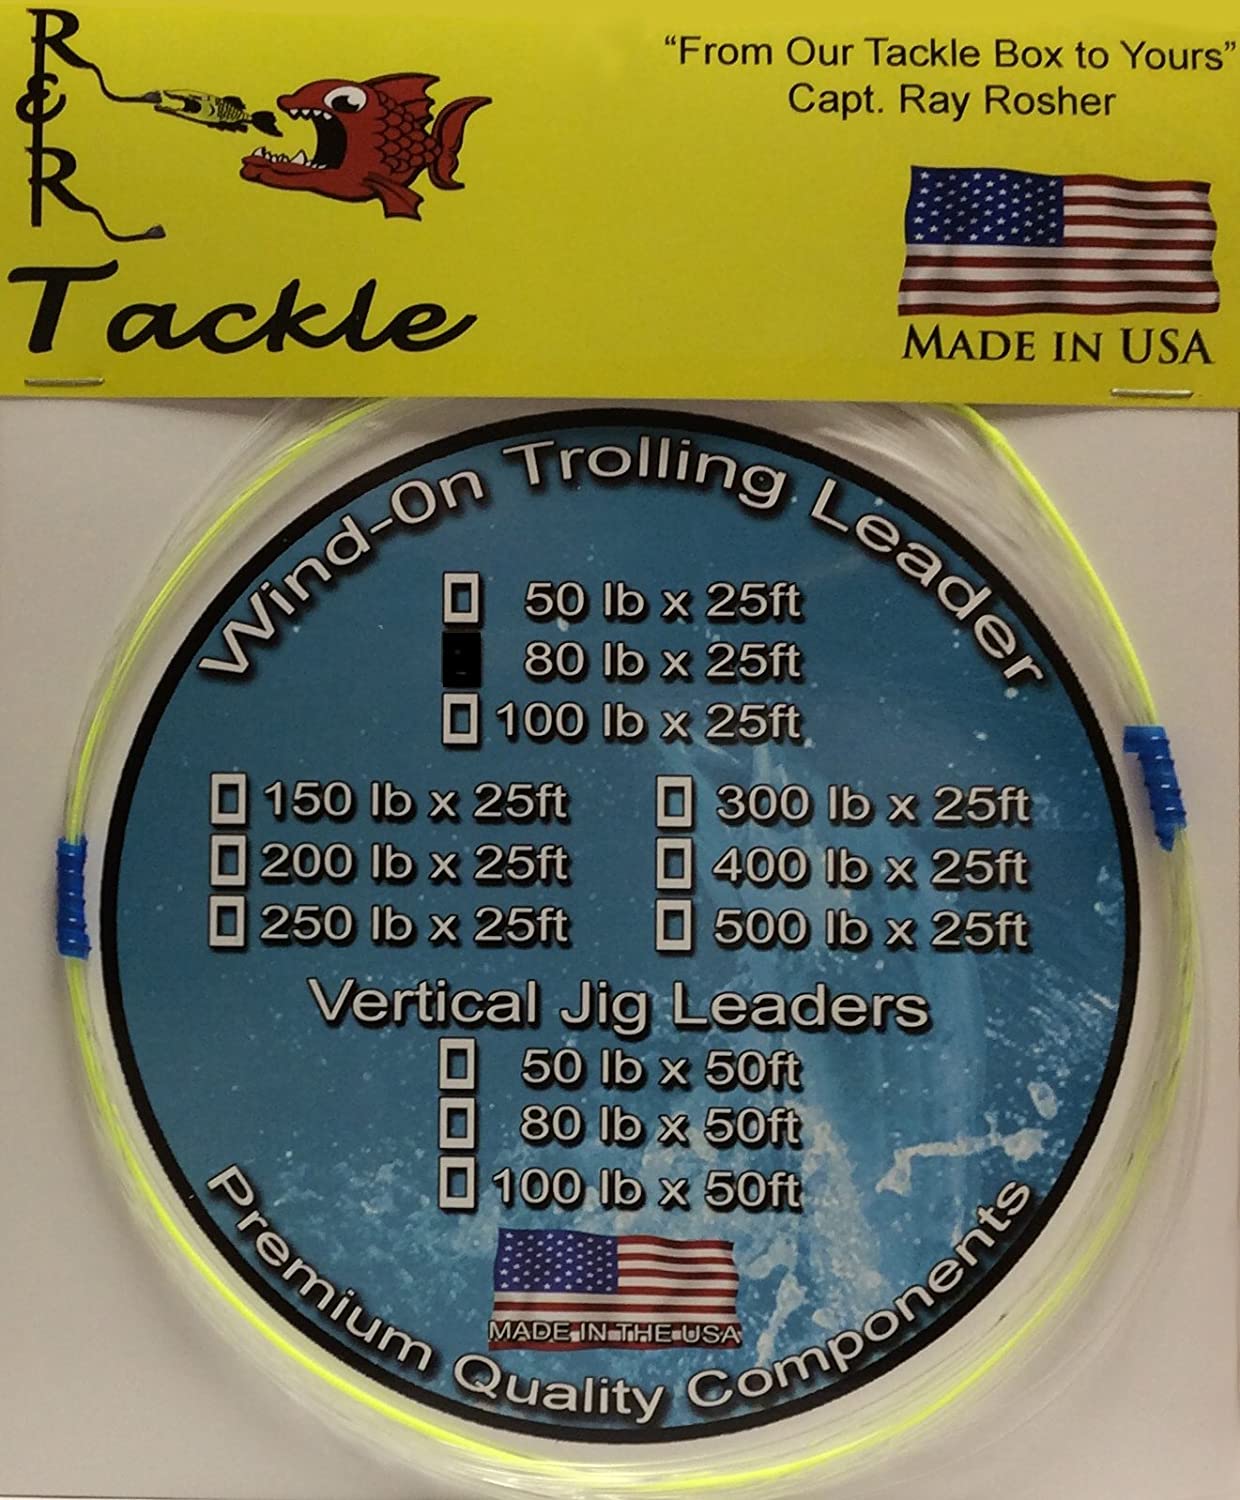 R&R
Tackle
“From Our Tackle Box to Yours”
Capt. Ray Rosher
MADE IN USA
Wind-On Trolling Leader
50 lb x 25ft
80 lb x 25ft
100 lb x 25ft
150 lb x 25ft
300 lb x 25ft
200 lb x 25ft
400 lb x 25ft
250 lb x 25ft
500 lb x 25ft
Vertical Jig Leaders
50 lb x 50ft
80 lb x 50ft
100 lb x 50ft
MADE IN THE USA
Premium Quality Components